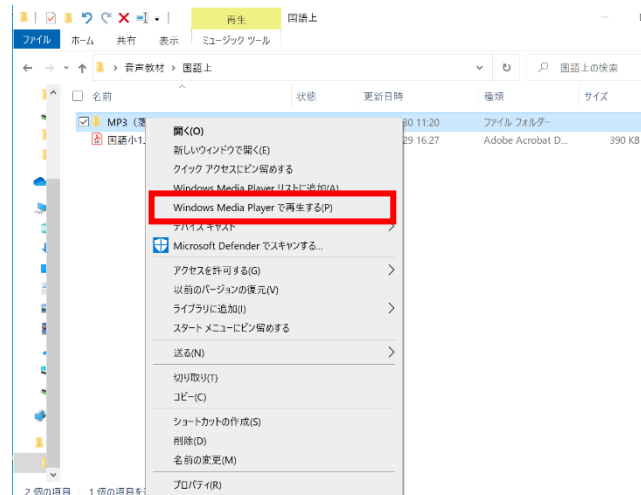 再生 国語上
ファイル ホーム 共有 表示 ミュージック ツール
音声教材 国語上 国語上の検索
名前 状態 更新日時 種類 サイズ
MP3 11:20 ファイル フォルダー
国語小1 29 16:27 Adobe Acrobat D... 390 KB
開く(O)
新しいウィンドウで開く(E)
クイック アクセスにピン留めする
Windows Media Player リストに追加(A)
Windows Media Player で再生する(P)
デバイス キャスト
Microsoft Defender でスキャンする...
アクセスを許可する(G)
以前のバージョンの復元(V)
ライブラリに追加(I)
スタート メニューにピン留めする
送る(N)
切り取り(T)
コピー(C)
ショートカットの作成(S)
削除(D)
名前の変更(M)
プロパティ(R)
2 個の項目 1 個の項目を